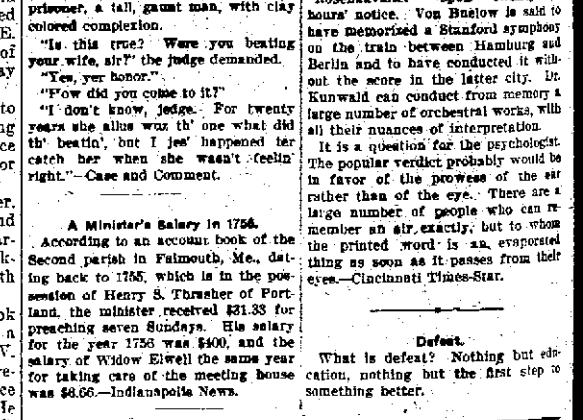 prisoner, a tall, gaunt man, with clay
colored complexion.
"Is this true? Were you beating
your wife, sir?" the judge demanded.
"Yes, yer honor."
"How did you come to it?"
"I don't know, jedge. For twenty
years she allus wuz th' one what did
th' beatin', but I jes' happened ter
catch her when she wasn't feelin'
right."—Case and Comment.
A Minister's Salary in 1756.
According to an account book of the
Second parish in Falmouth, Me., dat-
ing back to 1755, which is in the pos-
session of Henry S. Thrasher of Port-
land, the minister received $31.33 for
preaching seven Sundays. His salary
for the year 1756 was $400, and the
salary of Widow Elwell the same year
for taking care of the meeting house
was $6.66.—Indianapolis News.
hours' notice. Von Buelow is said to
have memorized a Stanford symphony
on the train between Hamburg and
Berlin and to have conducted it with-
out the score in the latter city. Dr.
Kunwald can conduct from memory a
large number of orchestral works, with
all their nuances of interpretation.
It is a question for the psychologist.
The popular verdict probably would be
in favor of the prowess of the ear
rather than of the eye. There are a
large number of people who can re-
member an air exactly, but to whom
the printed word is an evaporated
thing as soon as it passes from their
eyes.—Cincinnati Times-Star.
Defeat.
What is defeat? Nothing but edu-
cation, nothing but the first step to
something better.